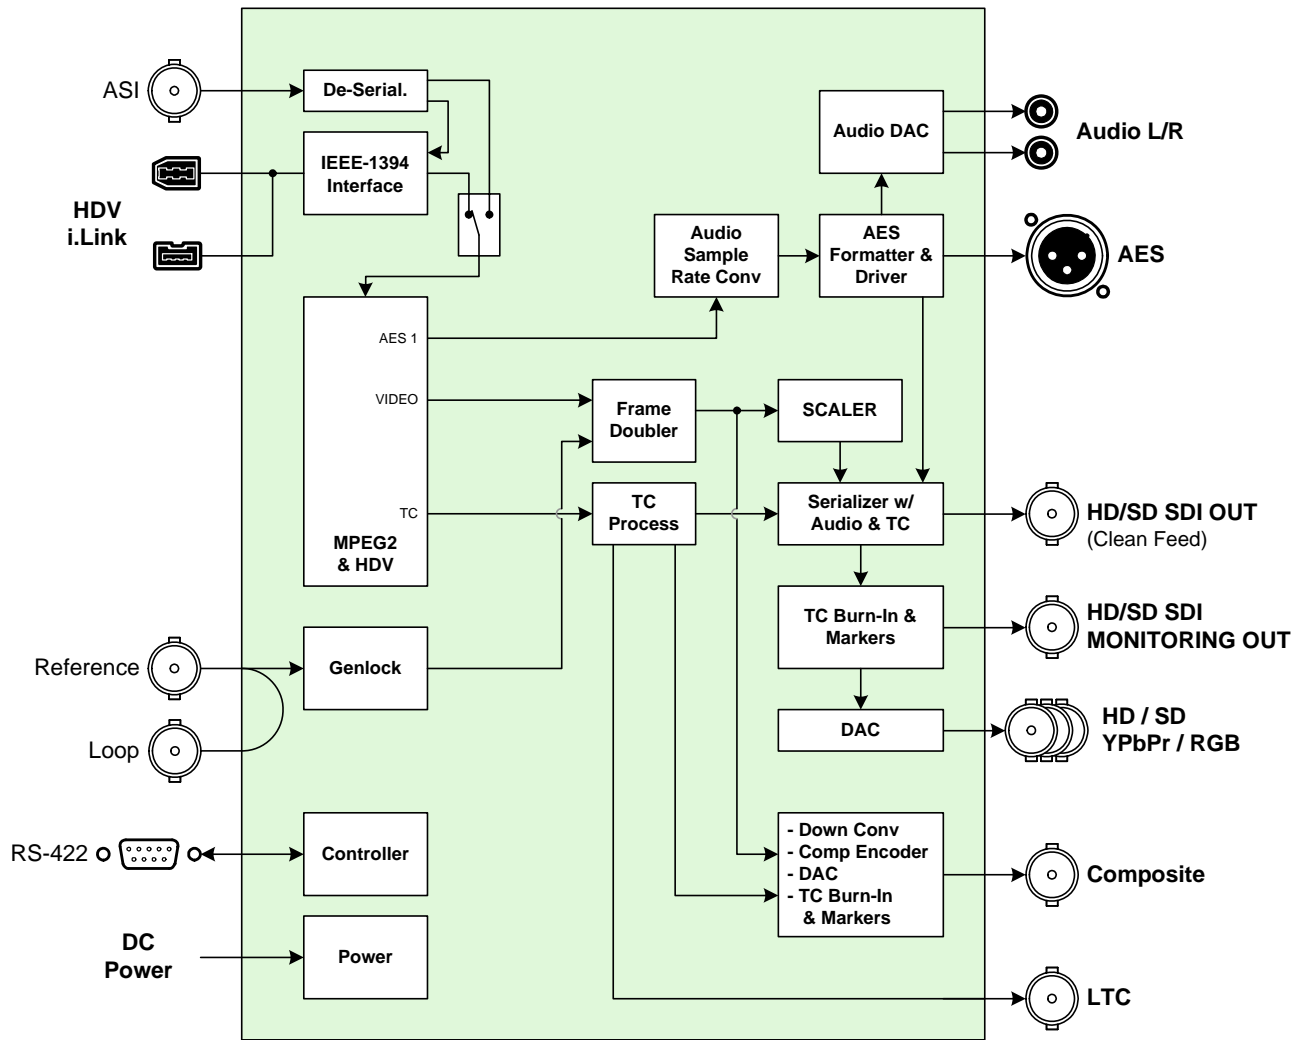 ASI
HDV
i.Link
Reference
Loop
RS-422
DC
Power
De-Serial.
IEEE-1394
Interface
AES 1
VIDEO
TC
MPEG2
& HDV
Genlock
Controller
Power
Frame
Doubler
TC
Process
Audio
Sample
Rate Conv
Audio DAC
AES
Formatter &
Driver
SCALER
Serializer w/
Audio & TC
TC Burn-In &
Markers
DAC
- Down Conv
- Comp Encoder
- DAC
- TC Burn-In
& Markers
Audio L/R
AES
HD/SD SDI OUT
(Clean Feed)
HD/SD SDI
MONITORING OUT
HD / SD
YPbPr / RGB
Composite
LTC